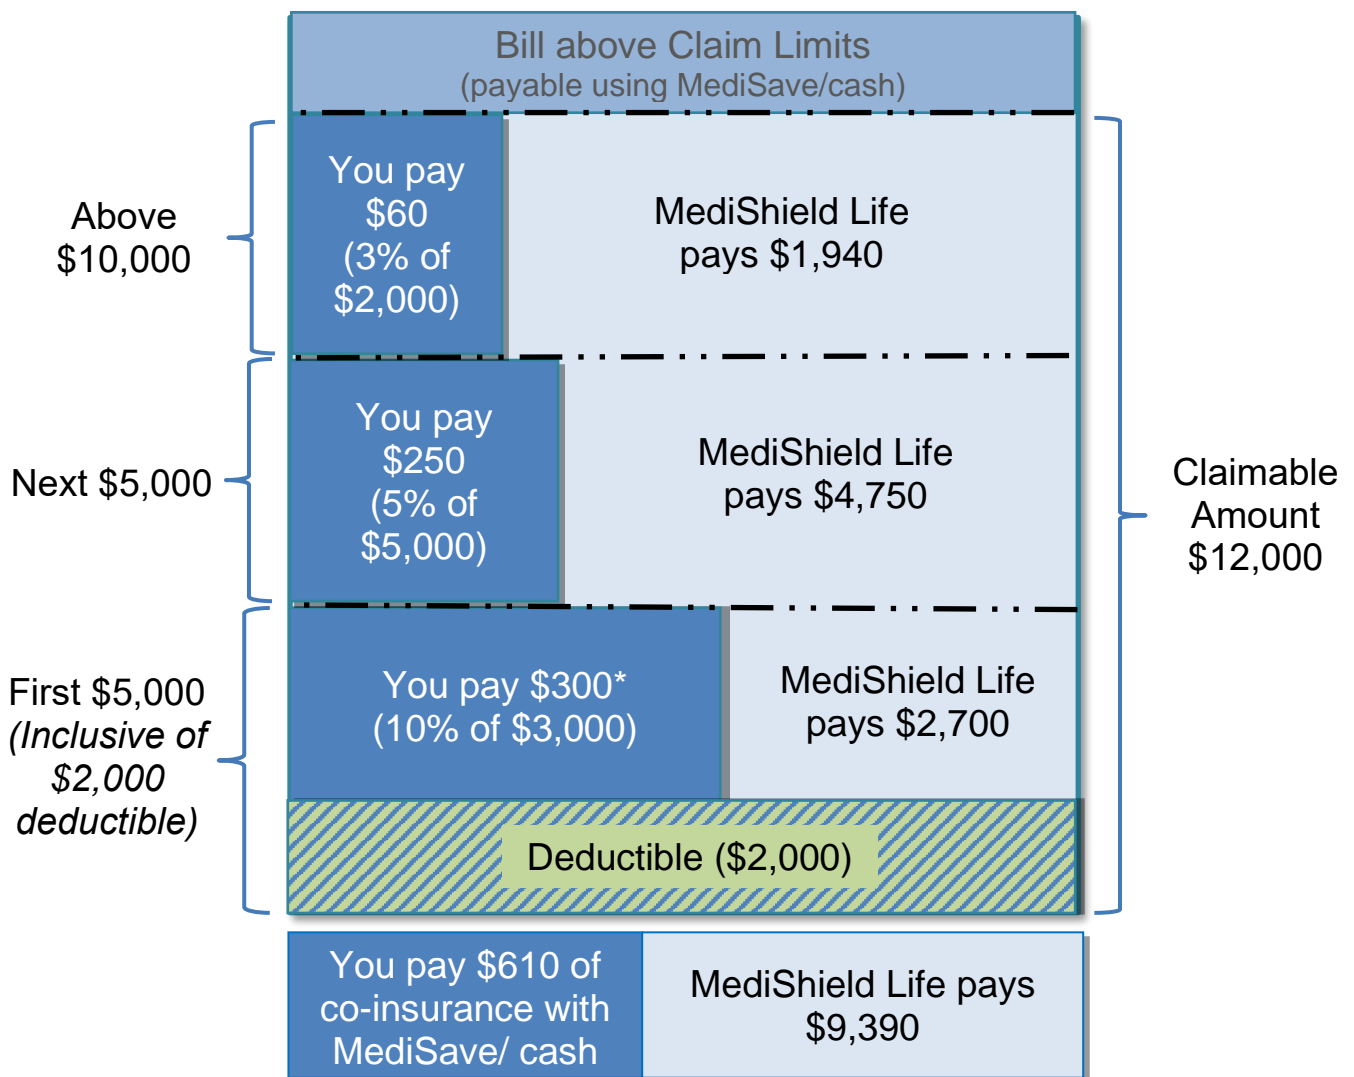 Bill above Claim Limits
(payable using MediSave/cash)
Above
$10,000
You pay
$60
(3% of
$2,000)
MediShield Life
pays $1,940
Next $5,000
You pay
$250
(5% of
$5,000)
MediShield Life
pays $4,750
Claimable
Amount
$12,000
First $5,000
(Inclusive of
$2,000
deductible)
You pay $300*
(10% of $3,000)
MediShield Life
pays $2,700
Deductible ($2,000)
You pay $610 of
co-insurance with
MediSave/ cash
MediShield Life pays
$9,390